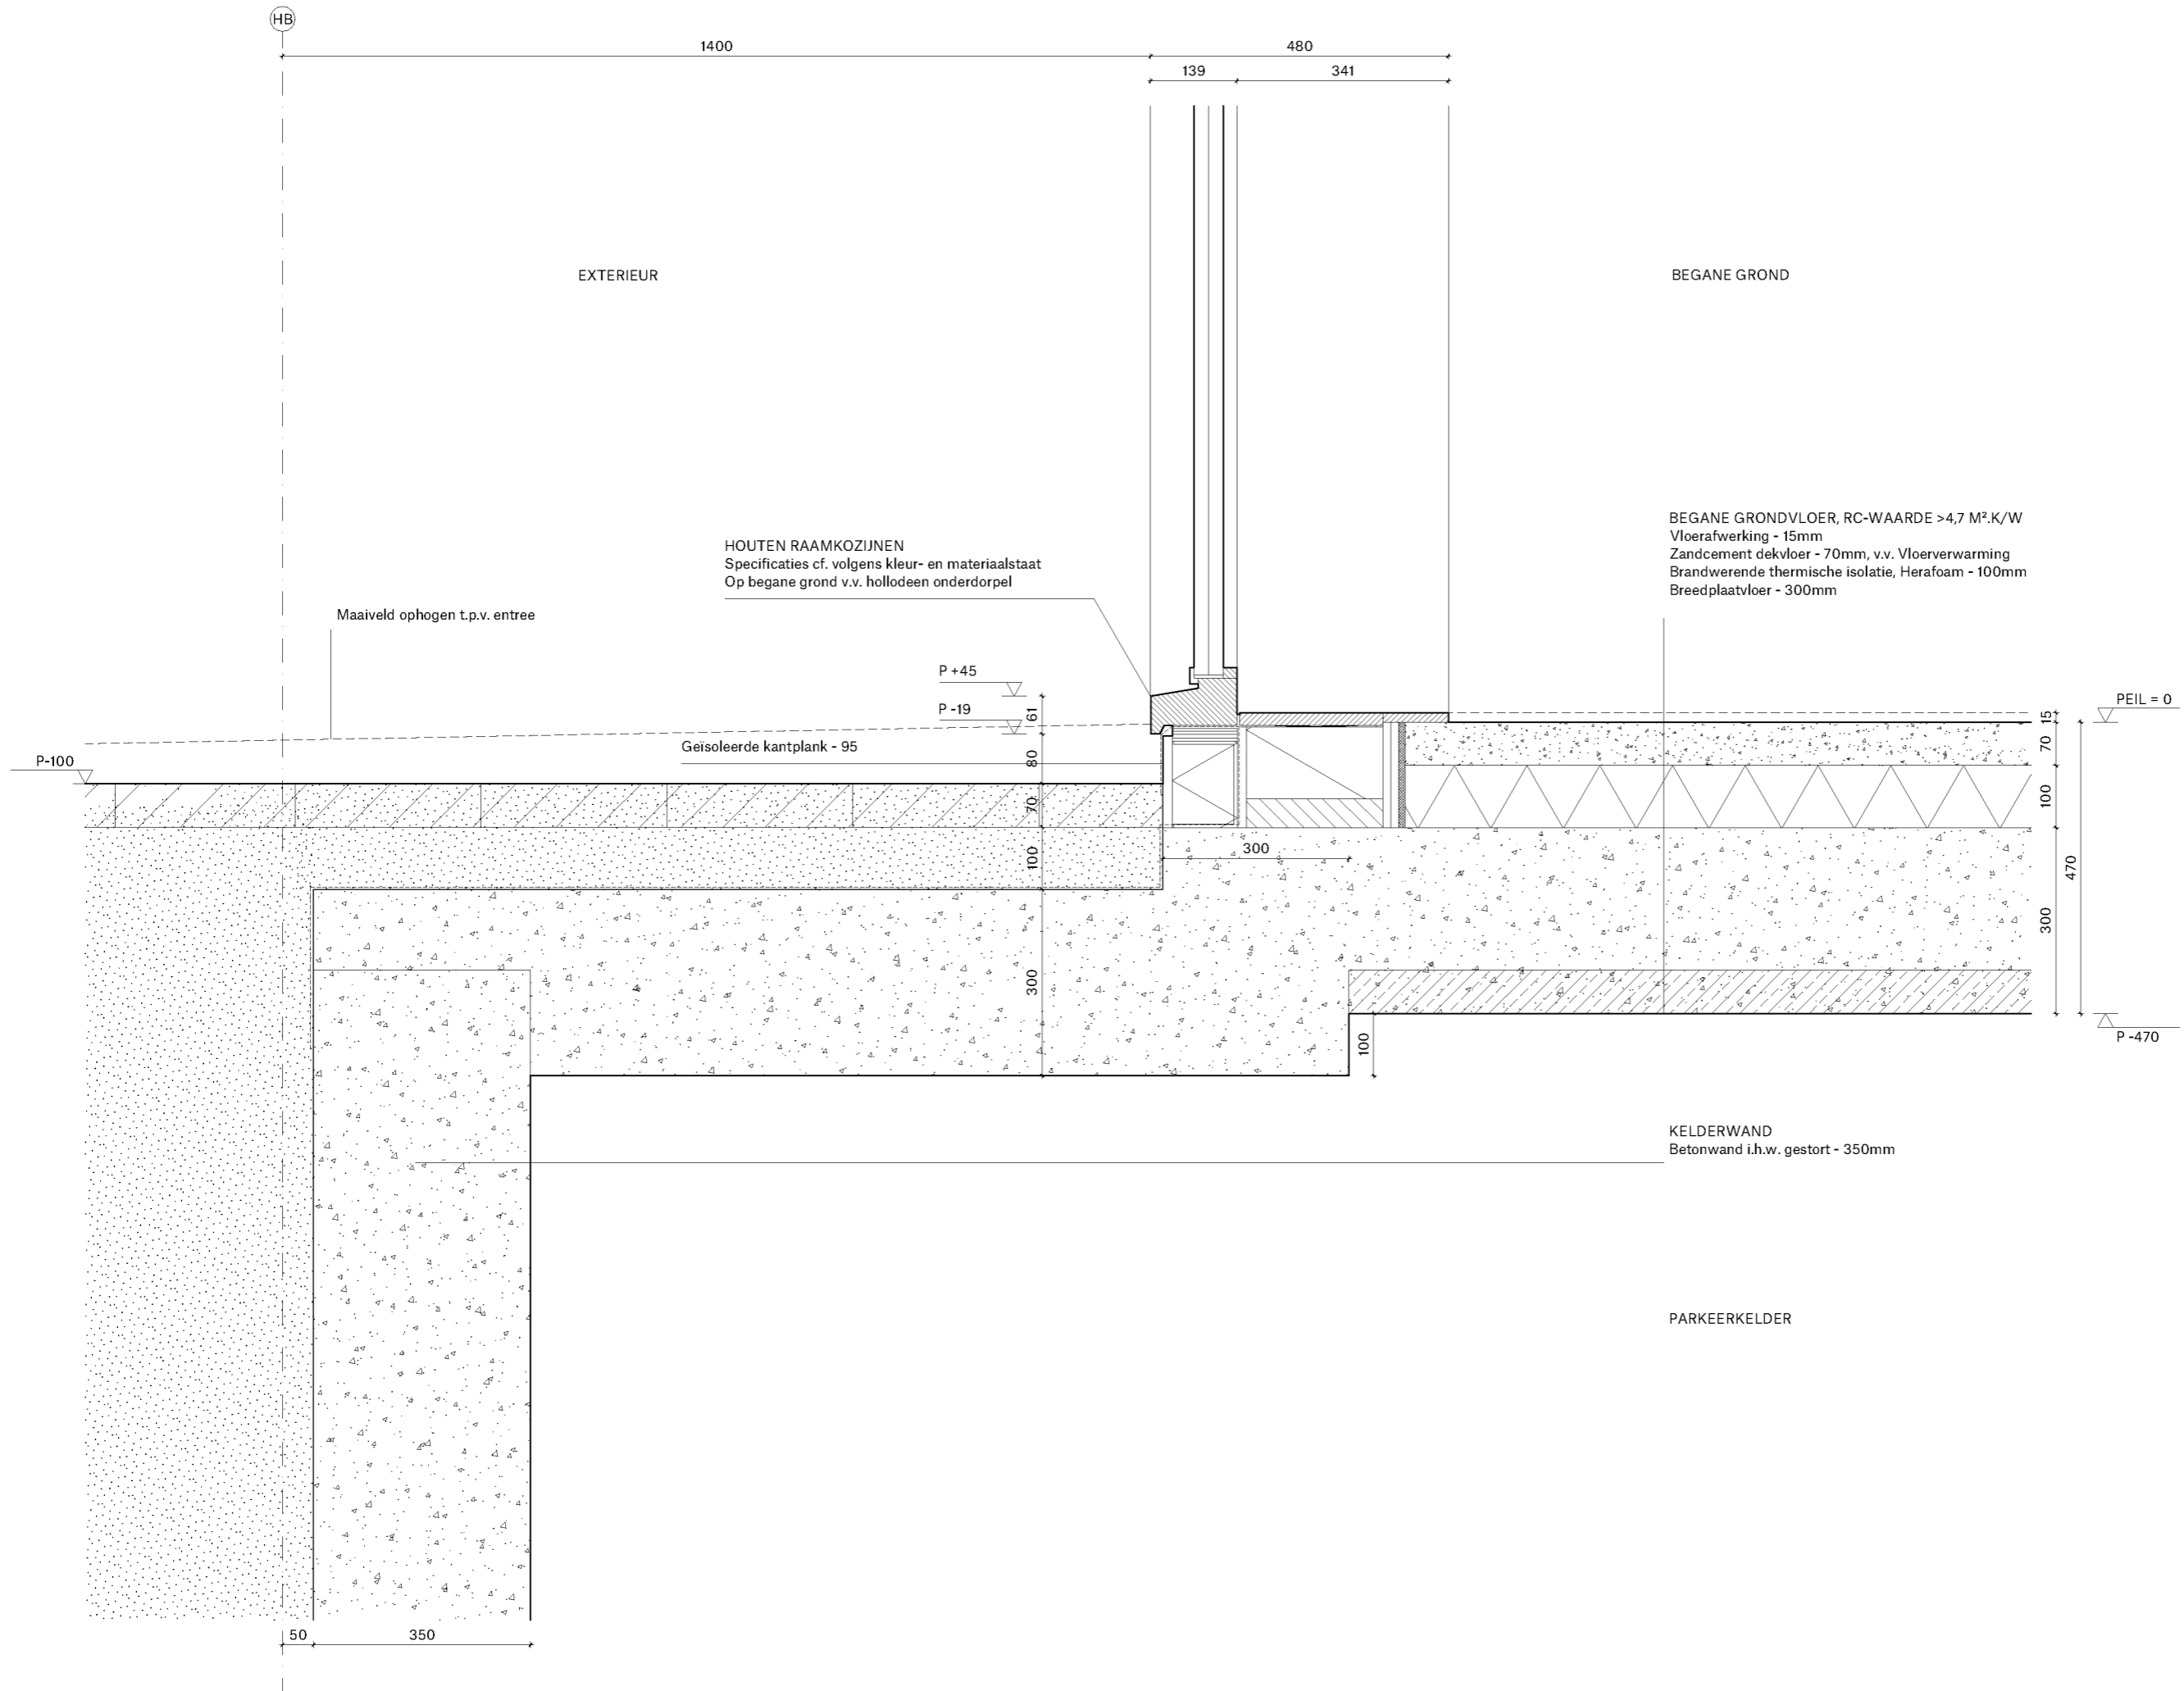 HB
1400
480
139
341
EXTERIEUR
BEGANE GROND
BEGANE GRONDVLOER, RC-WAARDE >4,7 M².K/W
Vloerafwerking - 15mm
Zandcement dekvloer - 70mm, v.v. Vloerverwarming
Brandwerende thermische isolatie, Herafoam - 100mm
Breedplaatvloer - 300mm
HOUTEN RAAMKOZIJNEN
Specificaties cf. volgens kleur- en materiaalstaat
Op begane grond v.v. hollodeen onderdorpel
Maaiveld ophogen t.p.v. entree
P +45
P -19
61
PEIL = 0
15
Geïsoleerde kantplank - 95
80
70
P-100
70
100
300
100
470
300
300
100
P -470
KELDERWAND
Betonwand i.h.w. gestort - 350mm
PARKEERKELDER
50
350